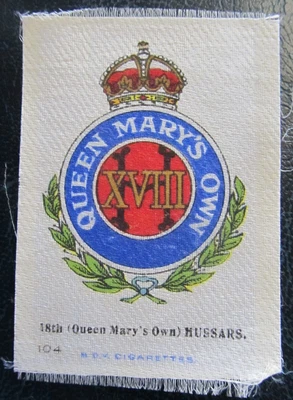 QUEEN MARY'S OWN
XVIII
18th (Queen Mary's Own) HUSSARS.
104
B.D.V. CIGARETTES.